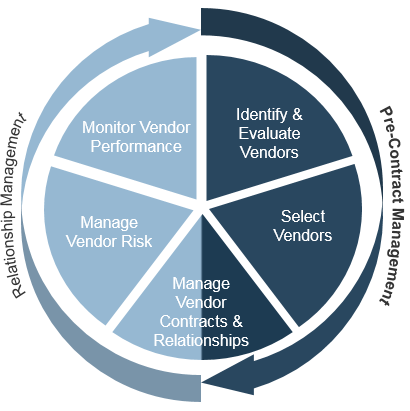 Identify &
Evaluate
Vendors
Select
Vendors
Manage
Vendor
Contracts &
Relationships
Manage
Vendor Risk
Monitor Vendor
Performance
Pre-Contract Management
Relationship Management